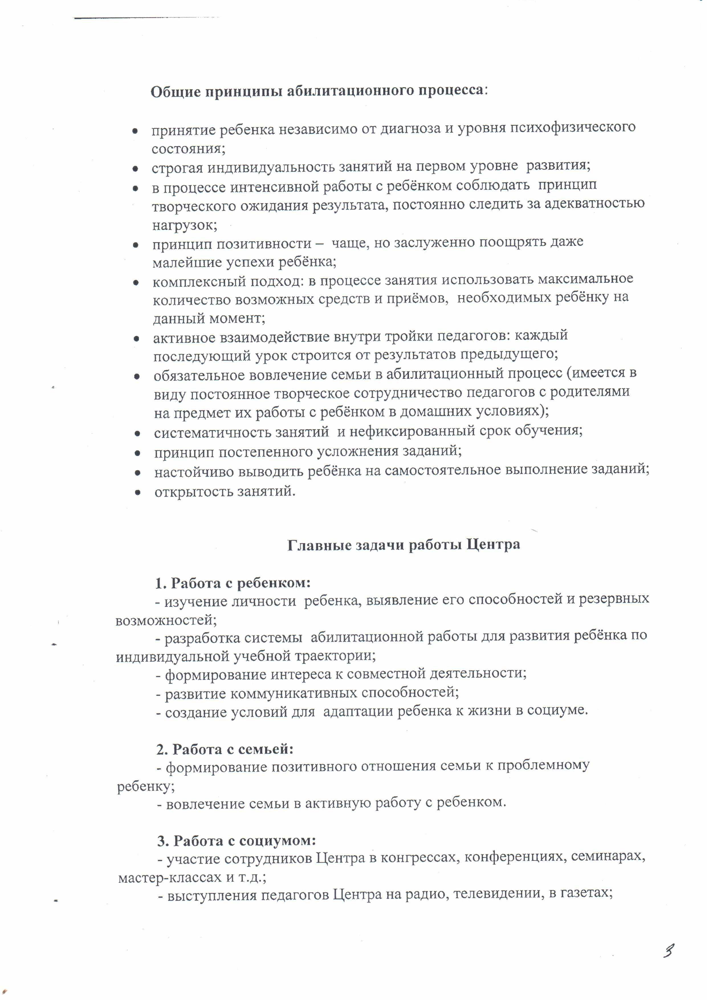 Общие принципы абилитационного процесса:
• принятие ребенка независимо от диагноза и уровня психофизического
состояния;
• строгая индивидуальность занятий на первом уровне развития;
• в процессе интенсивной работы с ребёнком соблюдать принцип
творческого ожидания результата, постоянно следить за адекватностью
нагрузок;
• принцип позитивности – чаще, но заслуженно поощрять даже
малейшие успехи ребёнка;
• комплексный подход: в процессе занятия использовать максимальное
количество возможных средств и приёмов, необходимых ребёнку на
данный момент;
• активное взаимодействие внутри тройки педагогов: каждый
последующий урок строится от результатов предыдущего;
• обязательное вовлечение семьи в абилитационный процесс (имеется в
виду постоянное творческое сотрудничество педагогов с родителями
на предмет их работы с ребёнком в домашних условиях);
• систематичность занятий и нефиксированный срок обучения;
• принцип постепенного усложнения заданий;
• настойчиво выводить ребёнка на самостоятельное выполнение заданий;
• открытость занятий.
Главные задачи работы Центра
1. Работа с ребенком:
- изучение личности ребенка, выявление его способностей и резервных
возможностей;
- разработка системы абилитационной работы для развития ребёнка по
индивидуальной учебной траектории;
- формирование интереса к совместной деятельности;
- развитие коммуникативных способностей;
- создание условий для адаптации ребенка к жизни в социуме.
2. Работа с семьей:
- формирование позитивного отношения семьи к проблемному
ребенку;
- вовлечение семьи в активную работу с ребенком.
3. Работа с социумом:
- участие сотрудников Центра в конгрессах, конференциях, семинарах,
мастер-классах и т.д.;
- выступления педагогов Центра на радио, телевидении, в газетах;
3